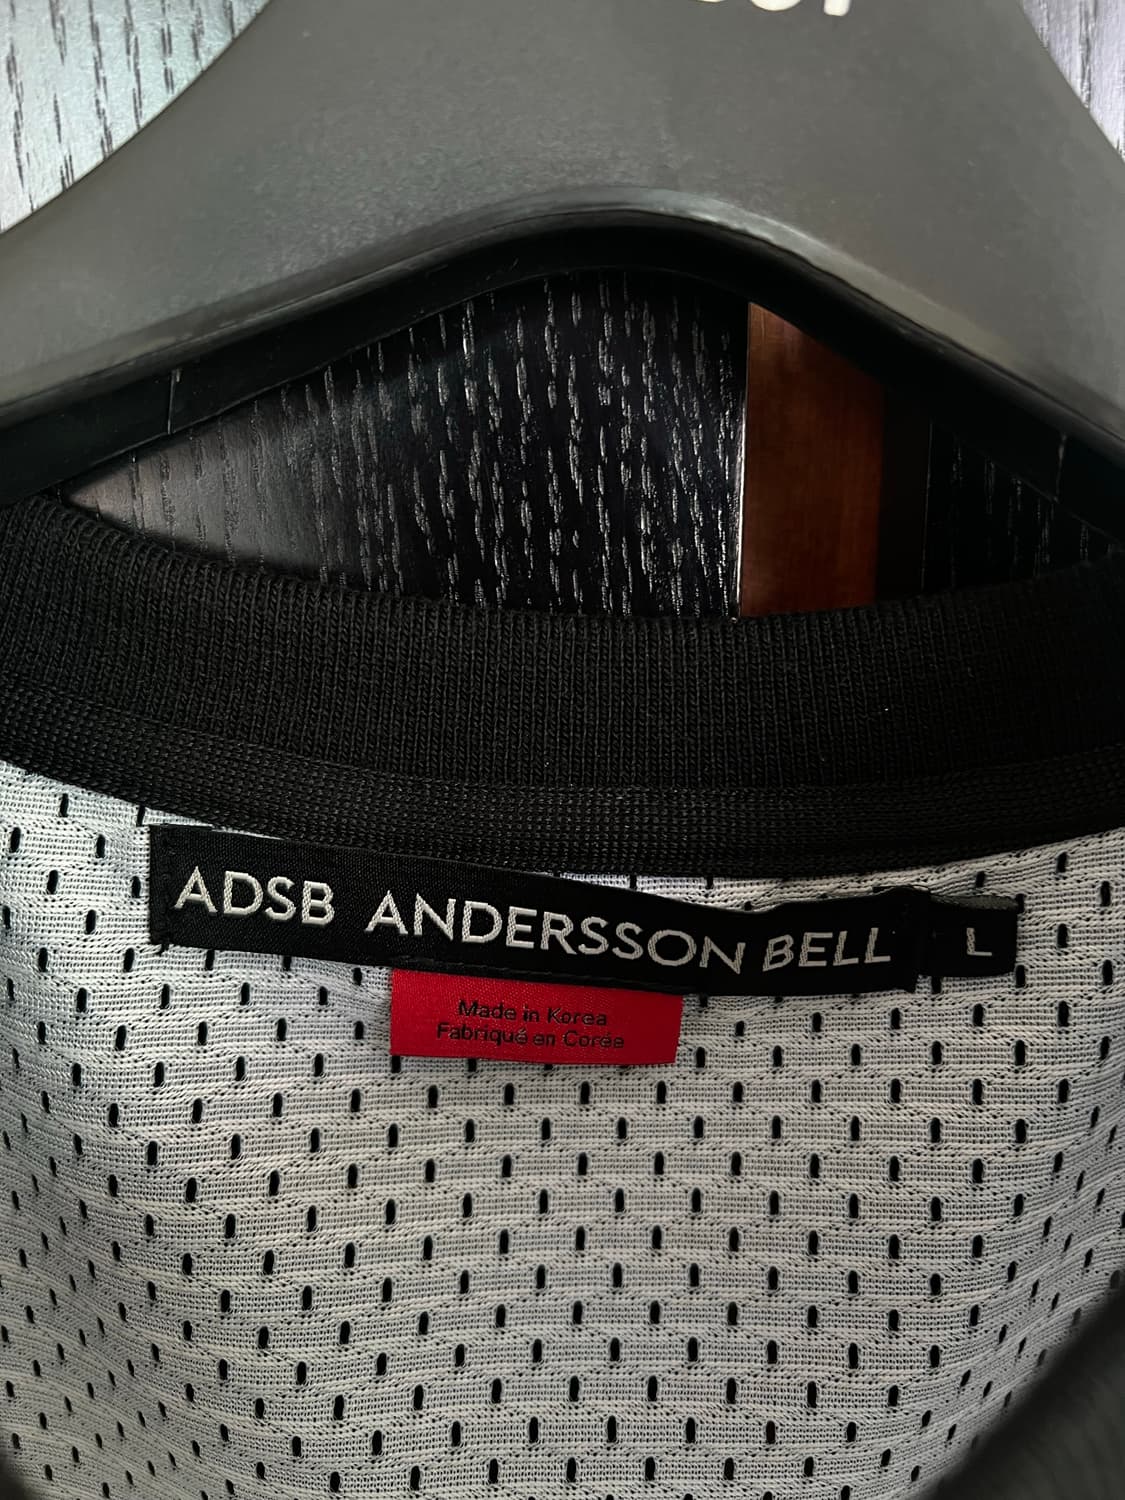 ADSB ANDERSSON BELL
L
Made in Korea
Fabriqué en Corée